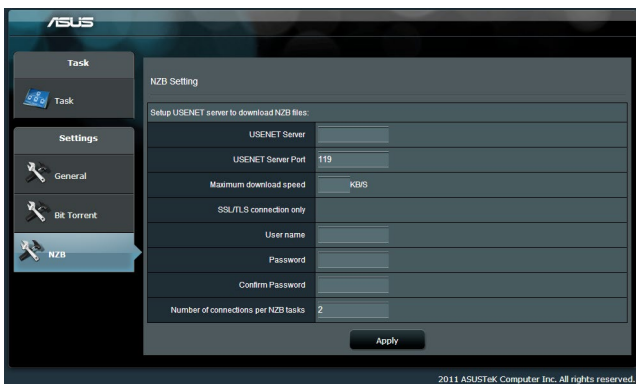 ASUS
Task
Task
Settings
General
Bit Torrent
NZB
NZB Setting
Setup USENET server to download NZB files:
USENET Server
USENET Server Port 119
Maximum download speed KB/S
SSL/TLS connection only
User name
Password
Confirm Password
Number of connections per NZB tasks 2
Apply
2011 ASUSTeK Computer Inc. All rights reserved.